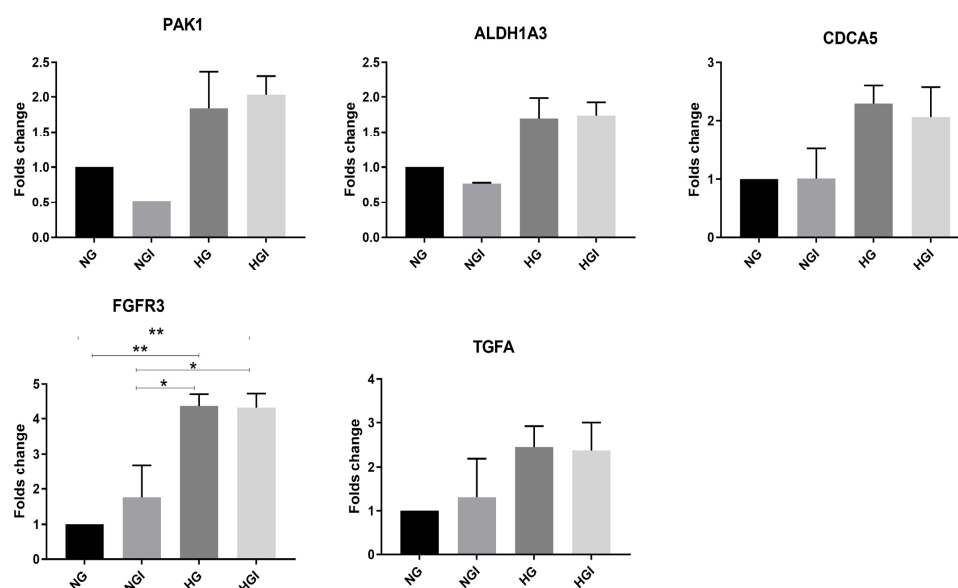 PAK1
2.5
2.0
1.5
1.0
0.5
0.0
Folds change
NG
NGI
HG
HGI
ALDH1A3
2.5
2.0
1.5
1.0
0.5
0.0
Folds change
NG
NGI
HG
HGI
CDCA5
3
2
1
0
Folds change
NG
NGI
HG
HGI
FGFR3
**
**
*
*
5
4
3
2
1
0
Folds change
NG
NGI
HG
HGI
TGFA
4
3
2
1
0
Folds change
NG
NGI
HG
HGI